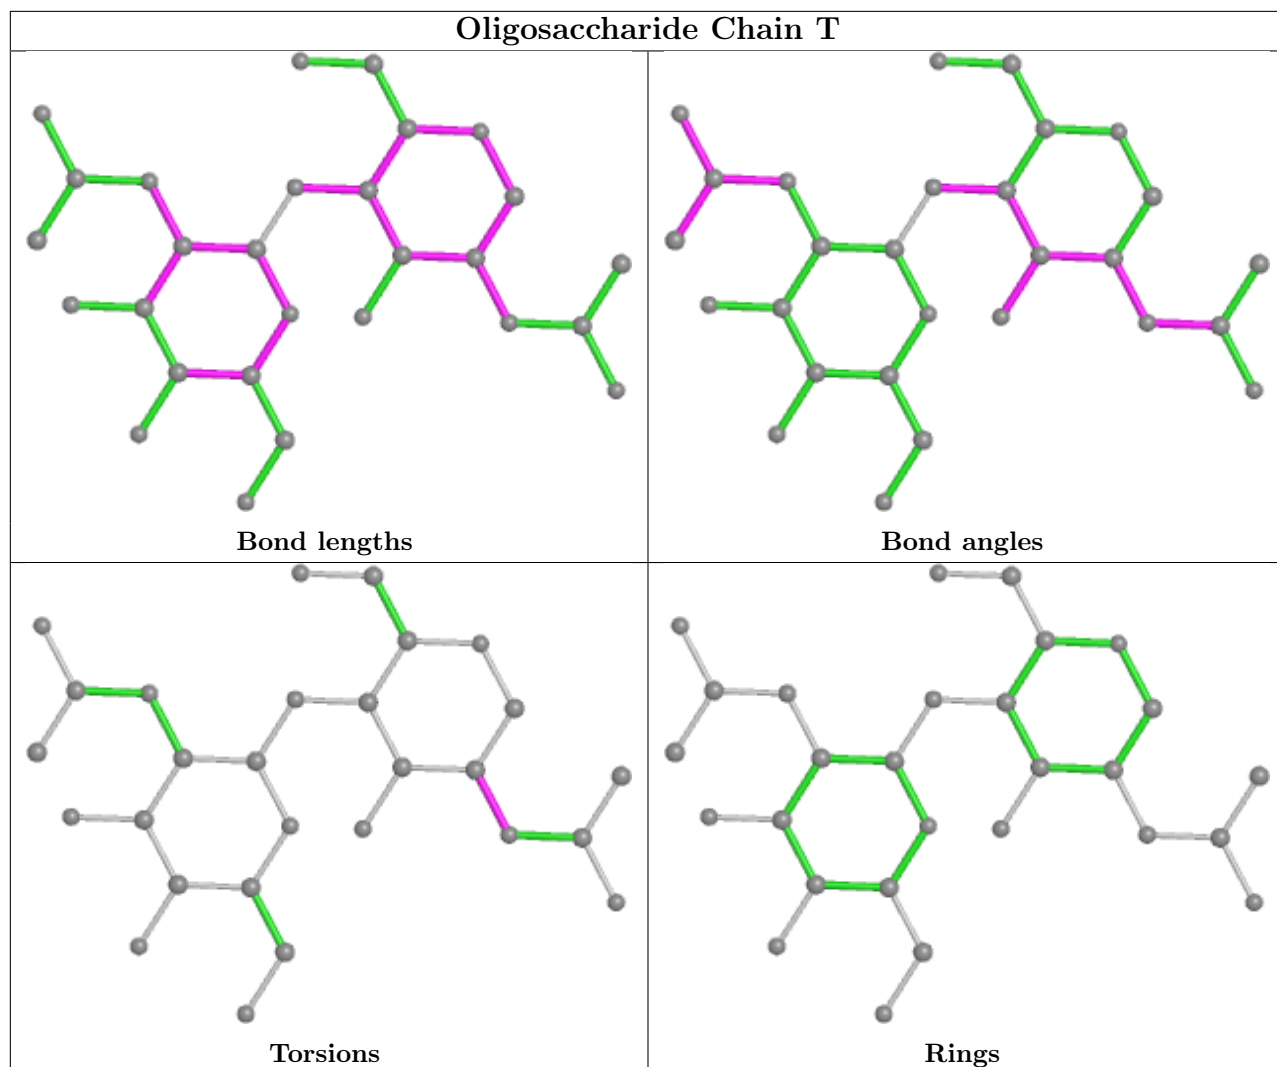 Oligosaccharide Chain T
Bond lengths
Bond angles
Torsions
Rings